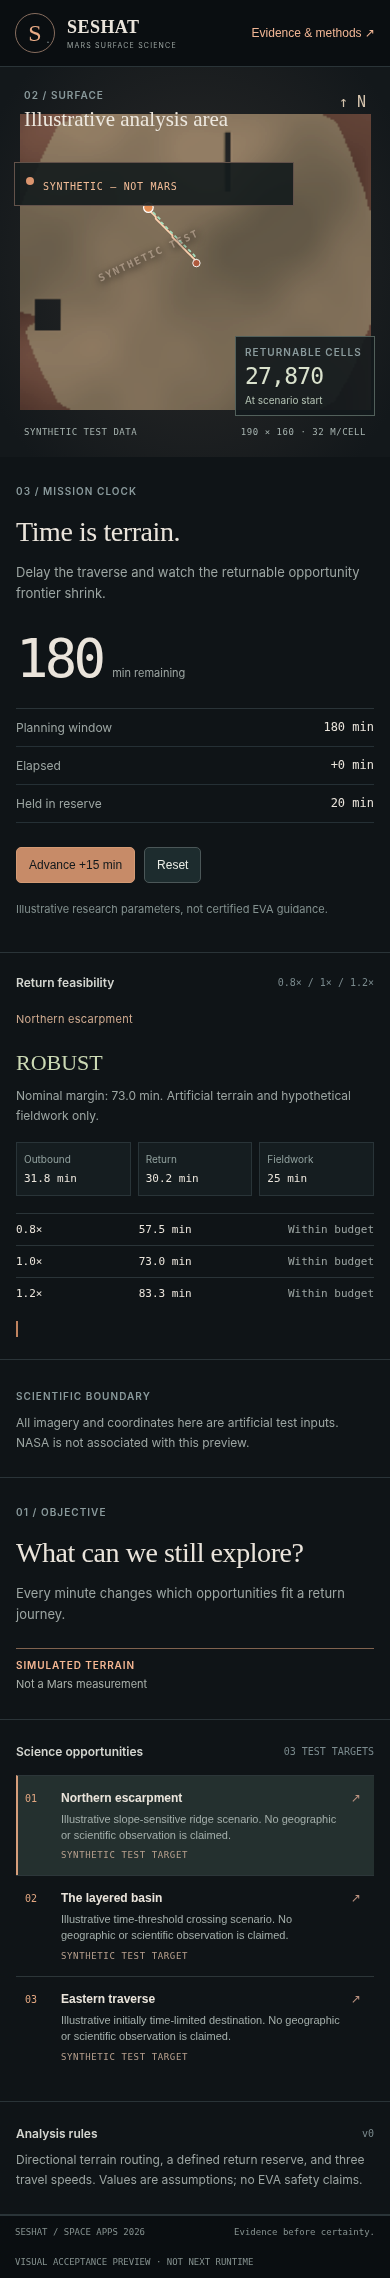 S
SESHAT
MARS SURFACE SCIENCE
Evidence & methods ↗
02 / SURFACE
Illustrative analysis area
↑ N
SYNTHETIC — NOT MARS
SYNTHETIC TEST
RETURNABLE CELLS
27,870
At scenario start
SYNTHETIC TEST DATA
190 × 160 · 32 M/CELL
03 / MISSION CLOCK
Time is terrain.
Delay the traverse and watch the returnable opportunity
frontier shrink.
180 min remaining
Planning window 180 min
Elapsed +0 min
Held in reserve 20 min
Advance +15 min
Reset
Illustrative research parameters, not certified EVA guidance.
Return feasibility 0.8× / 1× / 1.2×
Northern escarpment
ROBUST
Nominal margin: 73.0 min. Artificial terrain and hypothetical
fieldwork only.
Outbound
31.8 min
Return
30.2 min
Fieldwork
25 min
0.8× 57.5 min Within budget
1.0× 73.0 min Within budget
1.2× 83.3 min Within budget
SCIENTIFIC BOUNDARY
All imagery and coordinates here are artificial test inputs.
NASA is not associated with this preview.
01 / OBJECTIVE
What can we still explore?
Every minute changes which opportunities fit a return
journey.
SIMULATED TERRAIN
Not a Mars measurement
Science opportunities 03 TEST TARGETS
01 Northern escarpment ↗
Illustrative slope-sensitive ridge scenario. No geographic
or scientific observation is claimed.
SYNTHETIC TEST TARGET
02 The layered basin ↗
Illustrative time-threshold crossing scenario. No
geographic or scientific observation is claimed.
SYNTHETIC TEST TARGET
03 Eastern traverse ↗
Illustrative initially time-limited destination. No geographic
or scientific observation is claimed.
SYNTHETIC TEST TARGET
Analysis rules v0
Directional terrain routing, a defined return reserve, and three
travel speeds. Values are assumptions; no EVA safety claims.
SESHAT / SPACE APPS 2026 Evidence before certainty.
VISUAL ACCEPTANCE PREVIEW · NOT NEXT RUNTIME